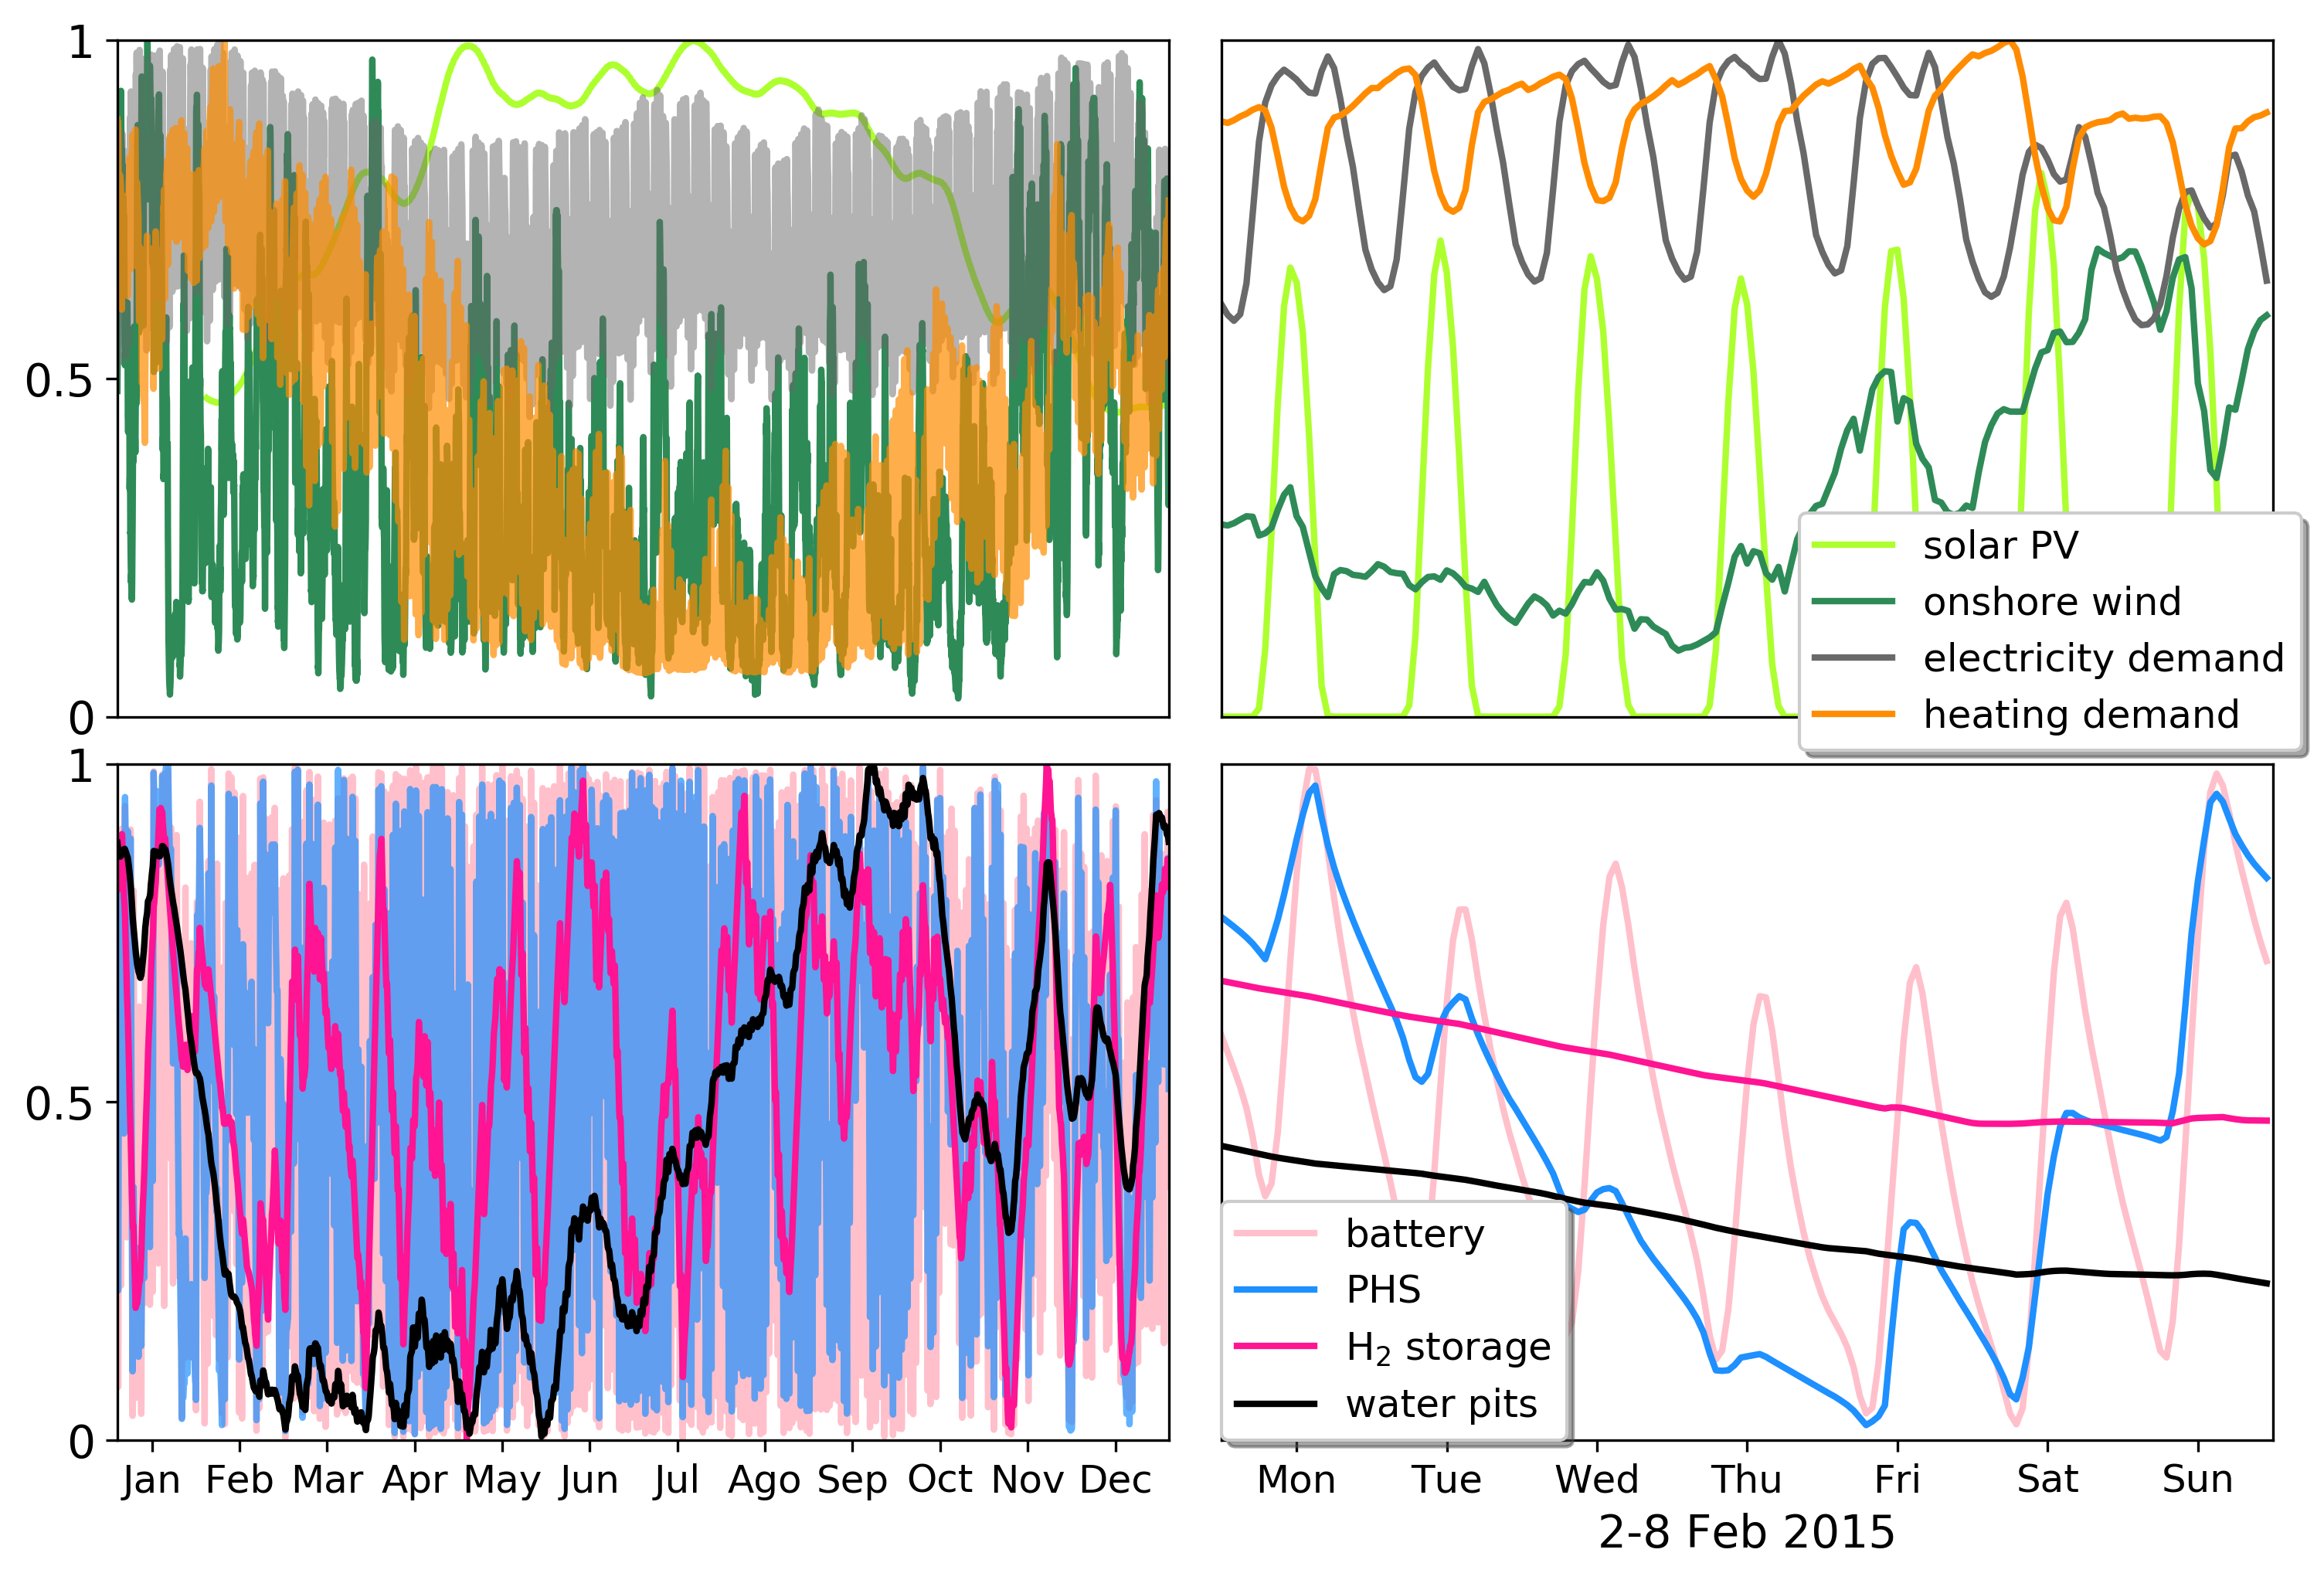 1
0.5
0
solar PV
onshore wind
electricity demand
heating demand
1
0.5
0
battery
PHS
H₂ storage
water pits
Jan Feb Mar Apr May Jun Jul Ago Sep Oct Nov Dec
Mon Tue Wed Thu Fri Sat Sun
2-8 Feb 2015